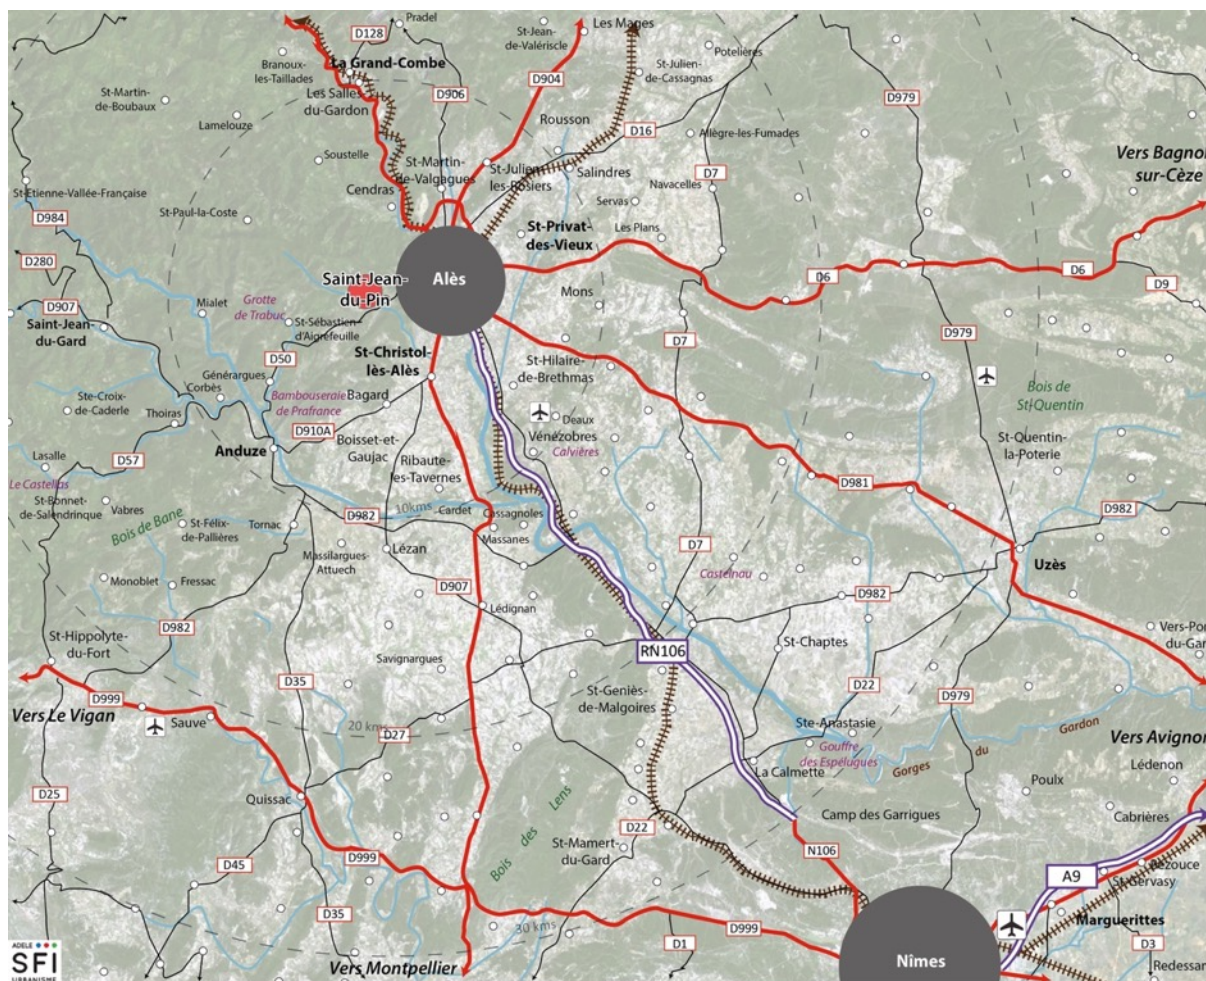 Pradel
D128
La Grand-Combe
Branoux-
les-Taillades
Les Salles-
du-Gardon
D906
St-Jean-
de-Valériscle
Les Mages
D904
Potelières
St-Julien-
de-Cassagnas
D979
St-Martin-
de-Boubaux
Lamelouze
Rousson
D16
Allègre-les-Fumades
Vers Bagnol
sur-Cèze
Soustelle
St-Martin-
de-Valgagues
St-Julien-
les-Rosiers
Salindres
D7
Navacelles
Cendras
St-Etienne-Vallée-Française
D984
St-Paul-la-Coste
Servas
St-Privat-
des-Vieux
Les Plans
D280
Saint-Jean-
du-Pin
Alès
D6
D6
D9
Mons
D907
Saint-Jean-
du-Gard
Mialet
Grotte
de Trabuc
St-Sébastien-
d'Aigrefeuille
D979
D7
D50
St-Christol-
lès-Alès
St-Hilaire-
de-Brethmas
Générargues
Corbès
Ste-Croix-
de-Caderle
Thoiras
Bambouseraie
de Prafrance
Bagard
Bois de
St-Quentin
Deaux
Vénézobres
Calvières
D910A
Boisset-et-
Gaujac
Anduze
St-Quentin-
la-Poterie
Lasalle
D57
Le Castellas
Ribaute-
les-Tavernes
D981
St-Bonnet-
de-Salendrinque
Vabres
Bois de Bane
St-Félix-
de-Pallières
Tornac
D982
10kms
Cardet
Cassagnoles
Massanes
D982
Massilargues-
Attuech
Lézan
D7
Uzès
Monoblet
Fressac
D907
Castelnau
D982
Lédignan
D982
St-Hippolyte-
du-Fort
St-Chaptes
Vers-Pon
du-Gar
RN106
Savignargues
D35
D999
St-Geniès-
de-Malgoires
D22
D979
Vers Le Vigan
Sauve
20 kms
D27
Ste-Anastasie
Gouffre
des Espélugues
Gorges
du
Gardon
Vers Avignon
Lédenon
La Calmette
Poulx
D25
Quissac
Bois
des
Lens
D22
Camp des Garrigues
Cabrières
St-Mamert-
du-Gard
N106
D45
D999
Bezouce
A9
St-Gervasy
D35
30 kms
D1
D999
Marguerittes
D3
Redessan
Vers Montpellier
Nîmes
ADELE
SFI
URBANISME